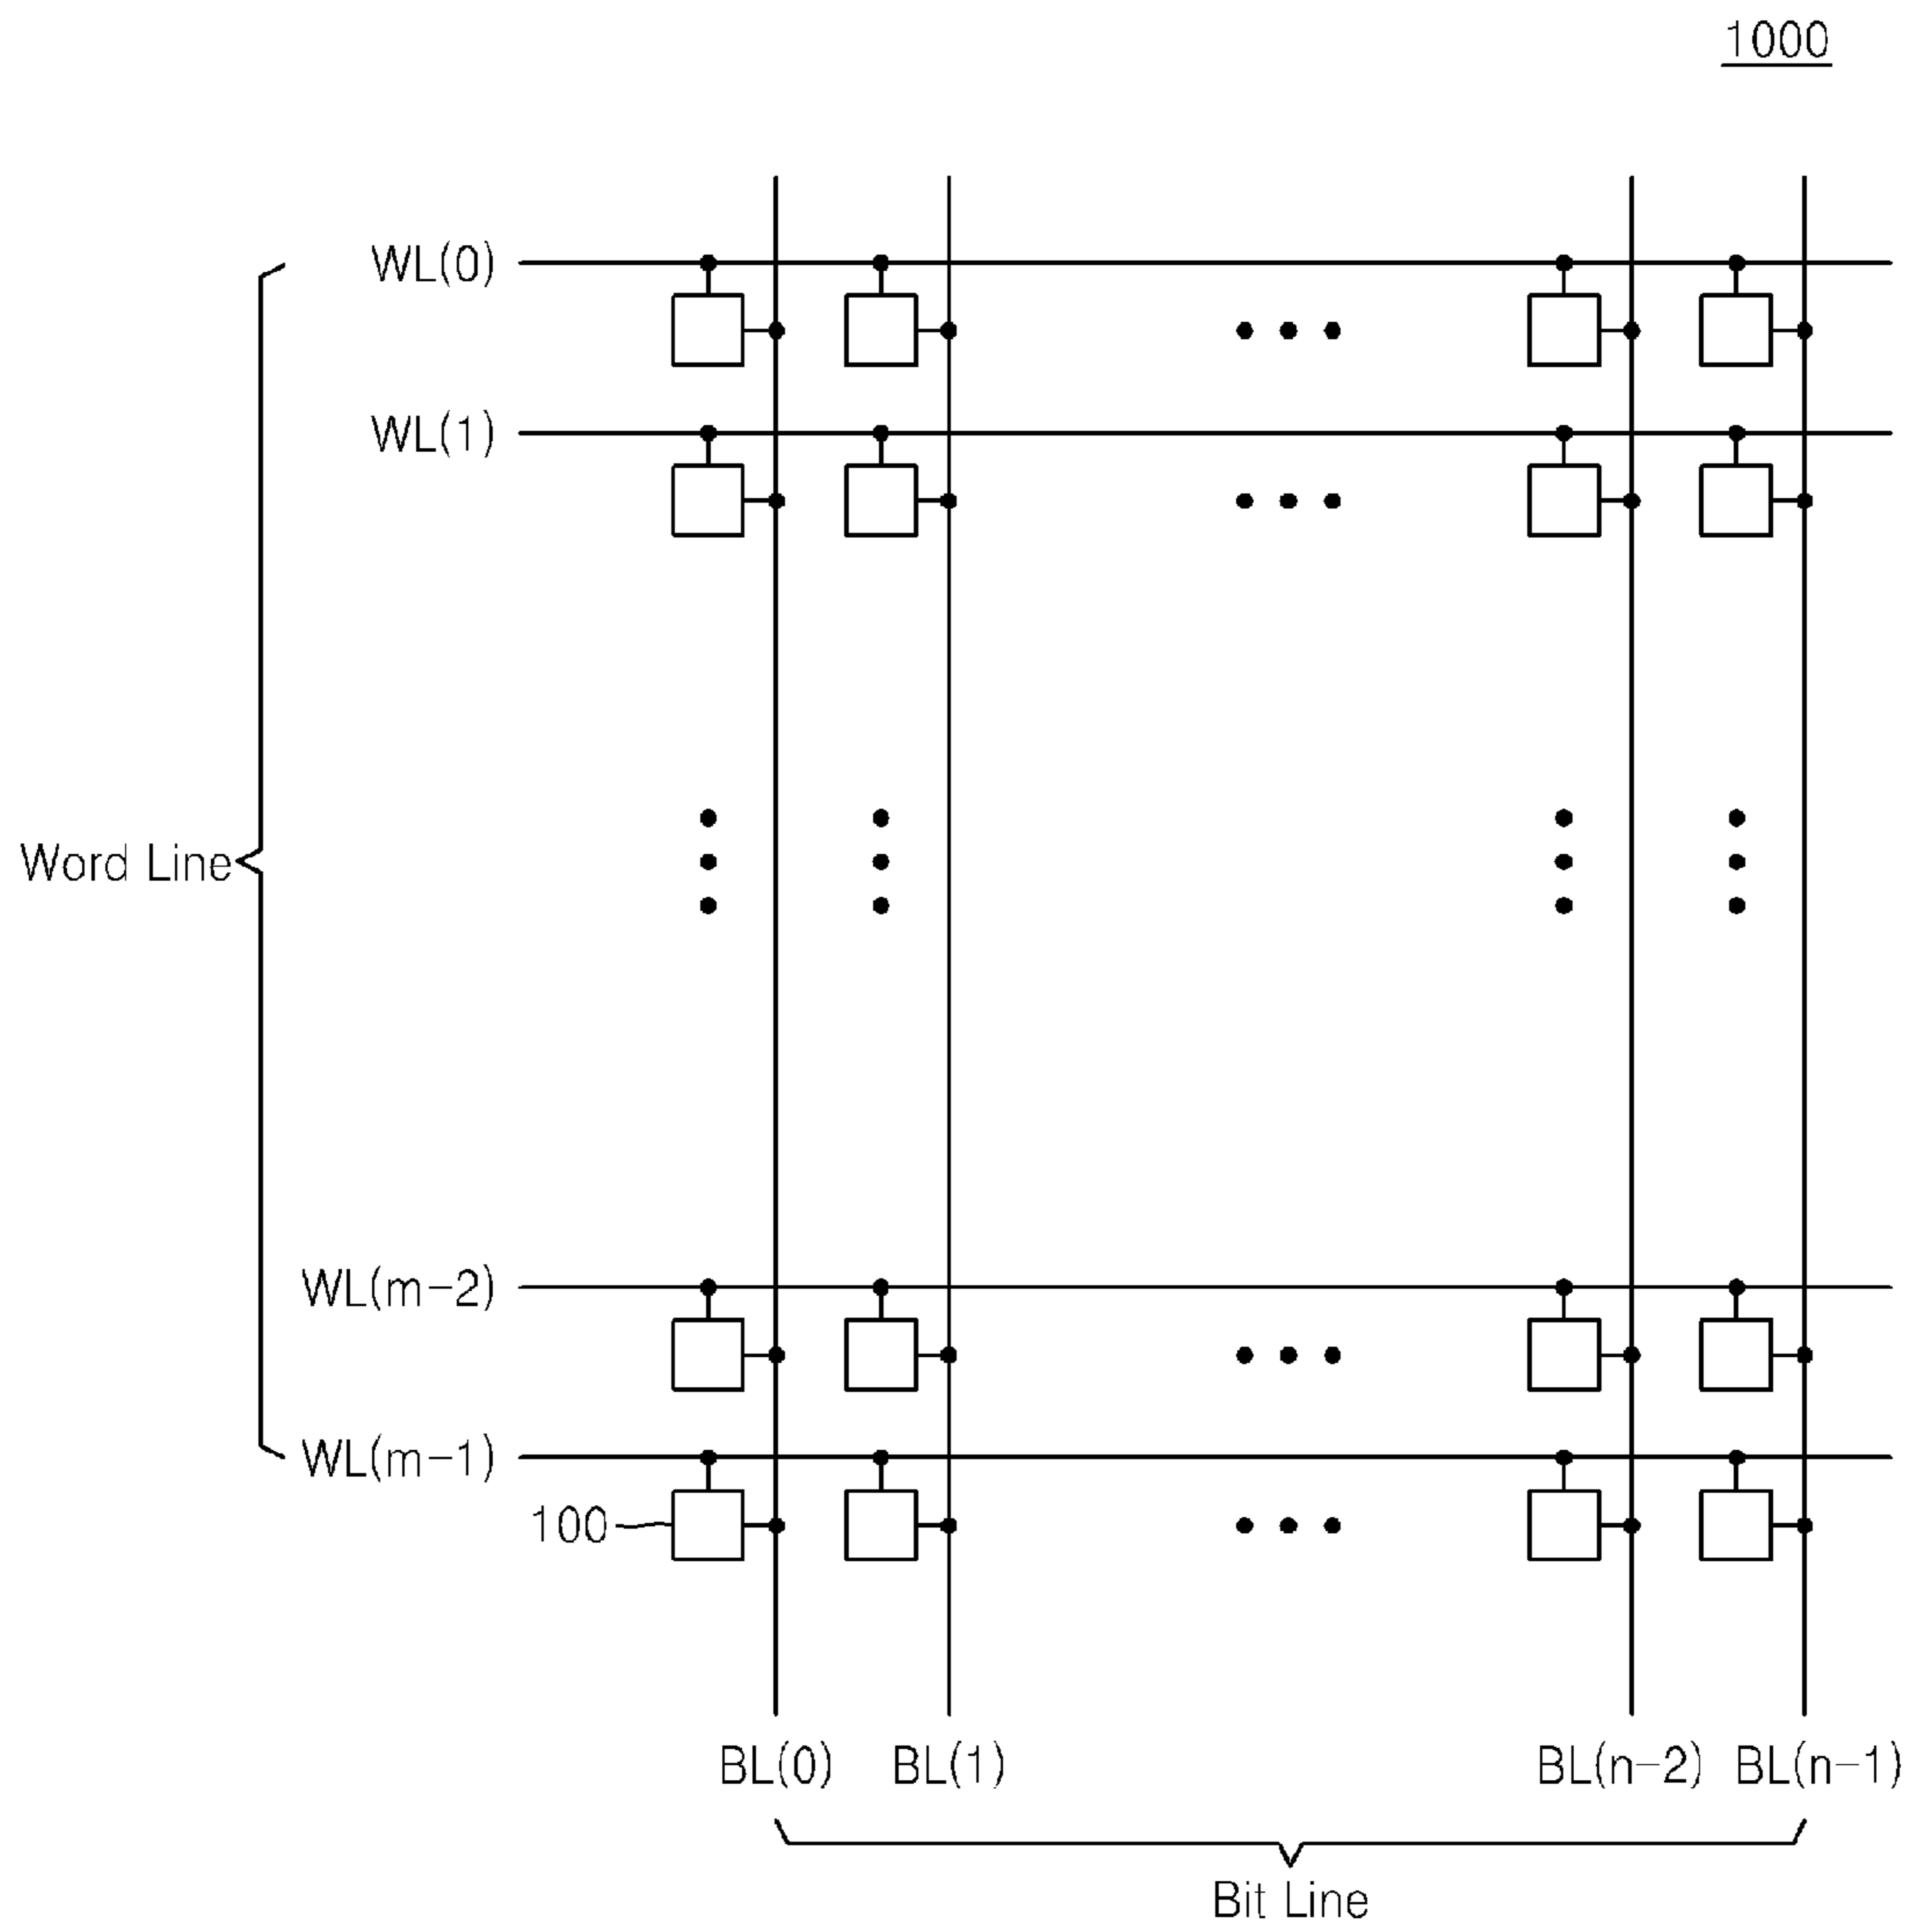 1000
WL(0)
WL(1)
Word Line
WL(m-2)
WL(m-1)
100
BL(0) BL(1) BL(n-2) BL(n-1)
Bit Line